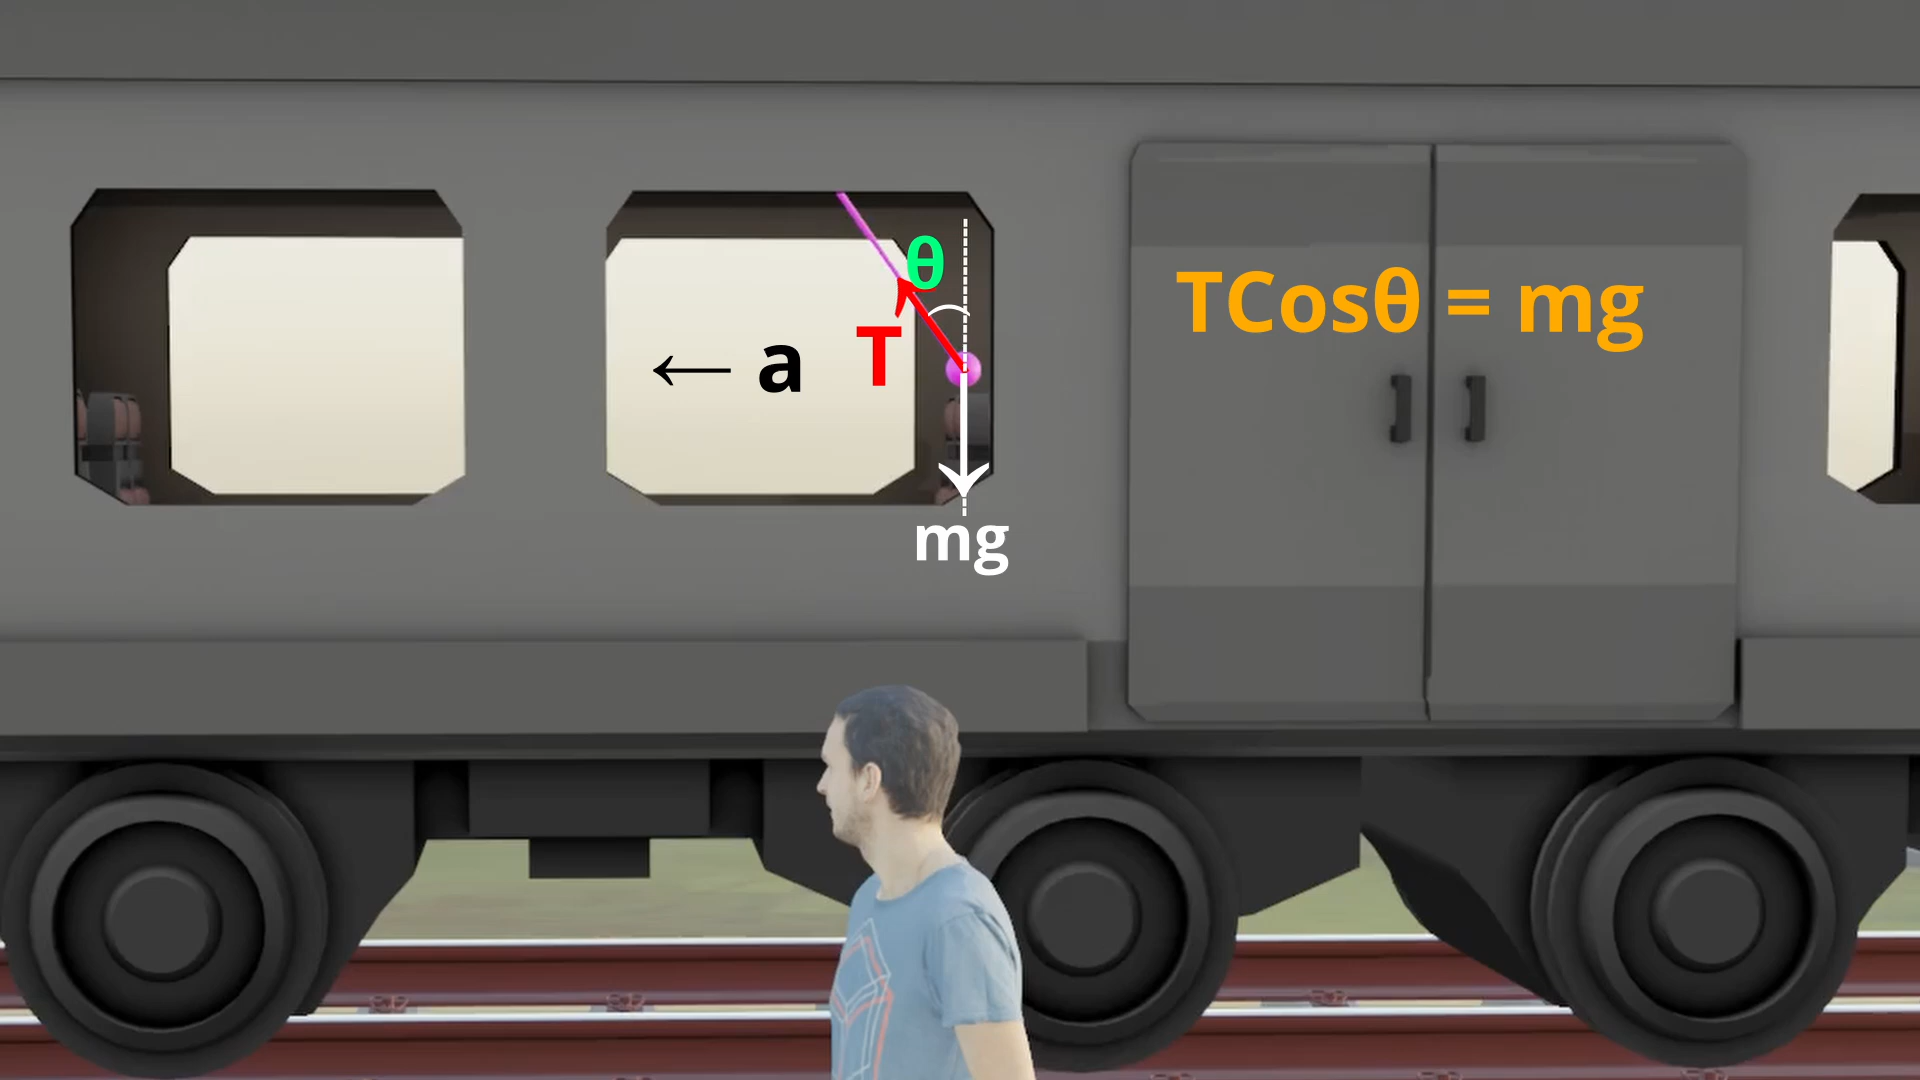 θ
TCosθ = mg
← a
T
mg